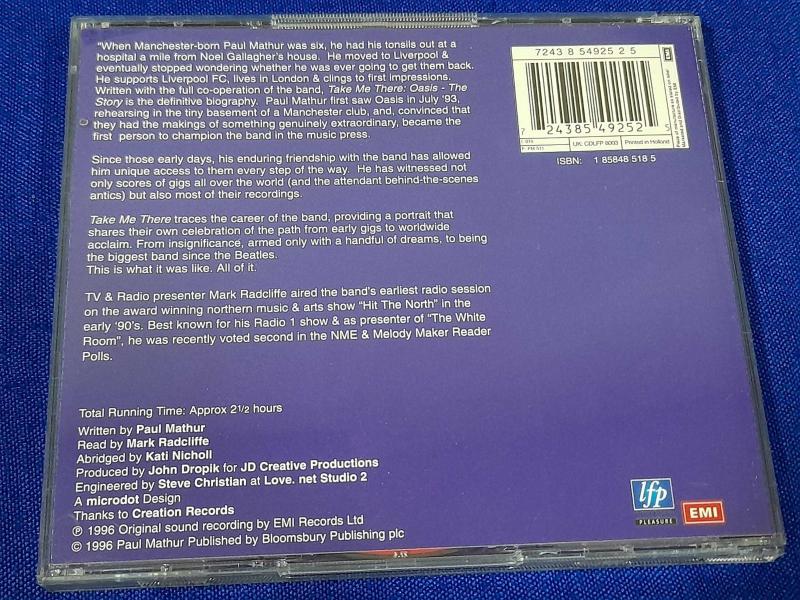 "When Manchester-born Paul Mathur was six, he had his tonsils out at a
hospital a mile from Noel Gallagher's house. He moved to Liverpool &
eventually stopped wondering whether he was ever going to get them back.
He supports Liverpool FC, lives in London & clings to first impressions.
Written with the full co-operation of the band, Take Me There: Oasis - The
Story is the definitive biography. Paul Mathur first saw Oasis in July '93,
rehearsing in the tiny basement of a Manchester club, and, convinced that
they had the makings of something genuinely extraordinary, became the
first person to champion the band in the music press.
Since those early days, his enduring friendship with the band has allowed
him unique access to them every step of the way. He has witnessed not
only scores of gigs all over the world (and the attendant behind-the-scenes
antics) but also most of their recordings.
Take Me There traces the career of the band, providing a portrait that
shares their own celebration of the path from early gigs to worldwide
acclaim. From insignificance, armed only with a handful of dreams, to being
the biggest band since the Beatles.
This is what it was like. All of it.
TV & Radio presenter Mark Radcliffe aired the band's earliest radio session
on the award winning northern music & arts show "Hit The North" in the
early '90's. Best known for his Radio 1 show & as presenter of "The White
Room", he was recently voted second in the NME & Melody Maker Reader
Polls.
Total Running Time: Approx 2 1/2 hours
Written by Paul Mathur
Read by Mark Radcliffe
Abridged by Kati Nicholl
Produced by John Dropik for JD Creative Productions
Engineered by Steve Christian at Love. net Studio 2
A microdot Design
Thanks to Creation Records
℗ 1996 Original sound recording by EMI Records Ltd
© 1996 Paul Mathur Published by Bloomsbury Publishing plc
7243 8 54925 2 5
7 24385 49252 5
UK: CDLFP 8003
Printed in Holland
EMI
ISBN: 1 85848 518 5
lfp
PLEASURE
EMI